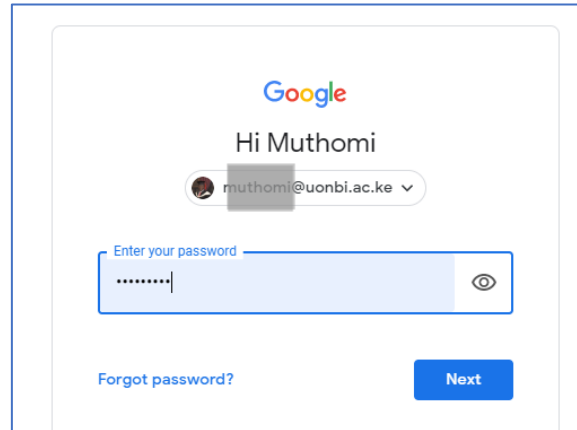 Google
Hi Muthomi
muthomi@uonbi.ac.ke
Enter your password
•••••••••
Forgot password?
Next